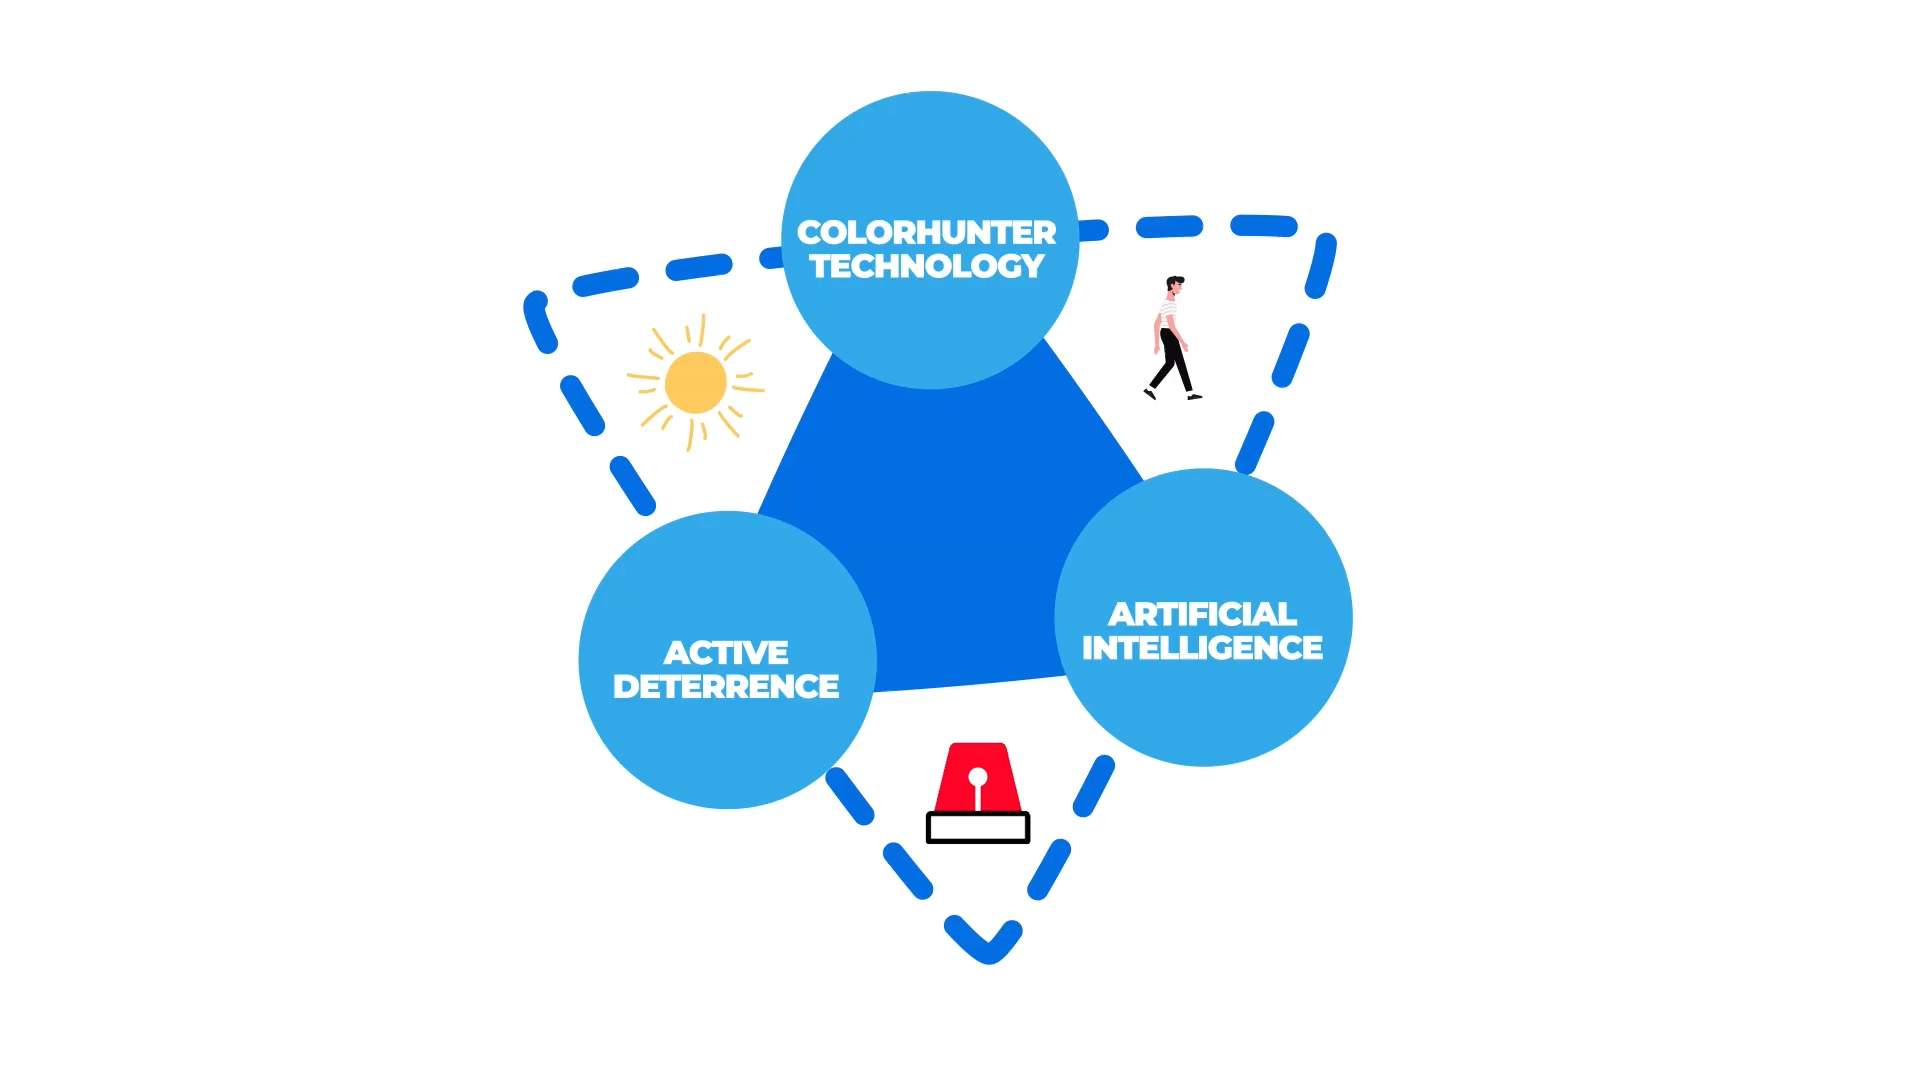 COLORHUNTER
TECHNOLOGY
ARTIFICIAL
INTELLIGENCE
ACTIVE
DETERRENCE